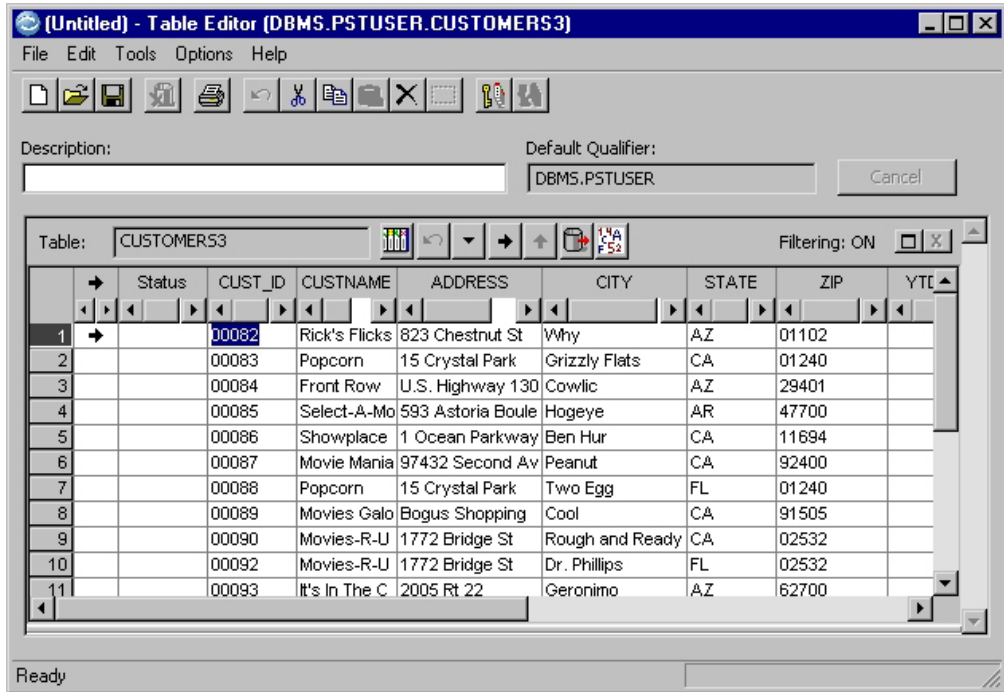 (Untitled) - Table Editor (DBMS.PSTUSER.CUSTOMERS3)
File Edit Tools Options Help
Description: Default Qualifier:
DBMS.PSTUSER Cancel
Table: CUSTOMERS3 Filtering: ON
Status CUST_ID CUSTNAME ADDRESS CITY STATE ZIP YTD
1 00082 Rick's Flicks 823 Chestnut St Why AZ 01102
2 00083 Popcorn 15 Crystal Park Grizzly Flats CA 01240
3 00084 Front Row U.S. Highway 130 Cowlic AZ 29401
4 00085 Select-A-Mo 593 Astoria Boule Hogeye AR 47700
5 00086 Showplace 1 Ocean Parkway Ben Hur CA 11694
6 00087 Movie Mania 97432 Second Av Peanut CA 92400
7 00088 Popcorn 15 Crystal Park Two Egg FL 01240
8 00089 Movies Galo Bogus Shopping Cool CA 91505
9 00090 Movies-R-U 1772 Bridge St Rough and Ready CA 02532
10 00092 Movies-R-U 1772 Bridge St Dr. Phillips FL 02532
11 00093 It's In The C 2005 Rt 22 Geronimo AZ 62700
Ready